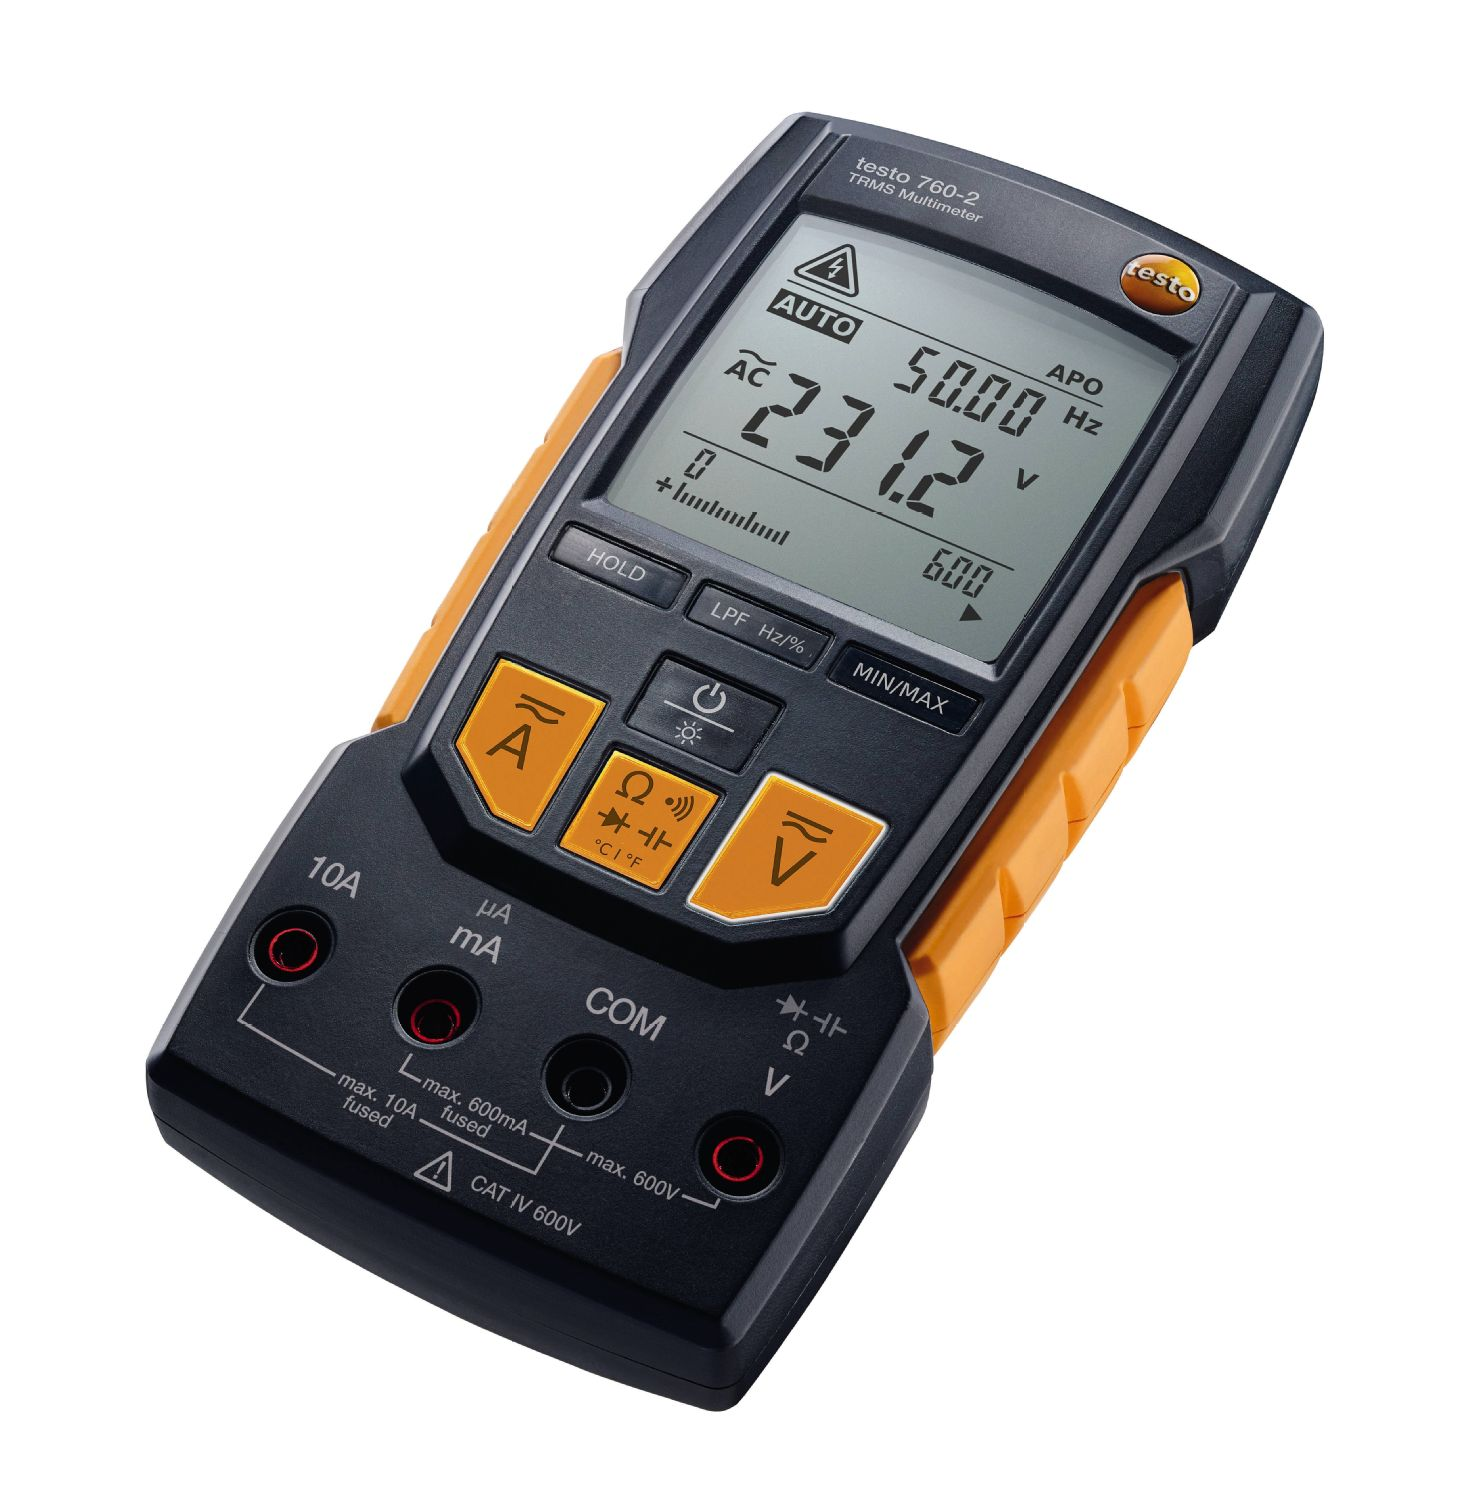 testo 760-2
TRMS Multimeter
testo
AUTO
APO
50.00 Hz
AC 231.2 V
0
600
HOLD
LPF Hz/%
MIN/MAX
A
Ω
°C | °F
V
10A
µA
mA
COM
Ω
V
max. 10A
fused
max. 600mA
fused
max. 600V
CAT IV 600V